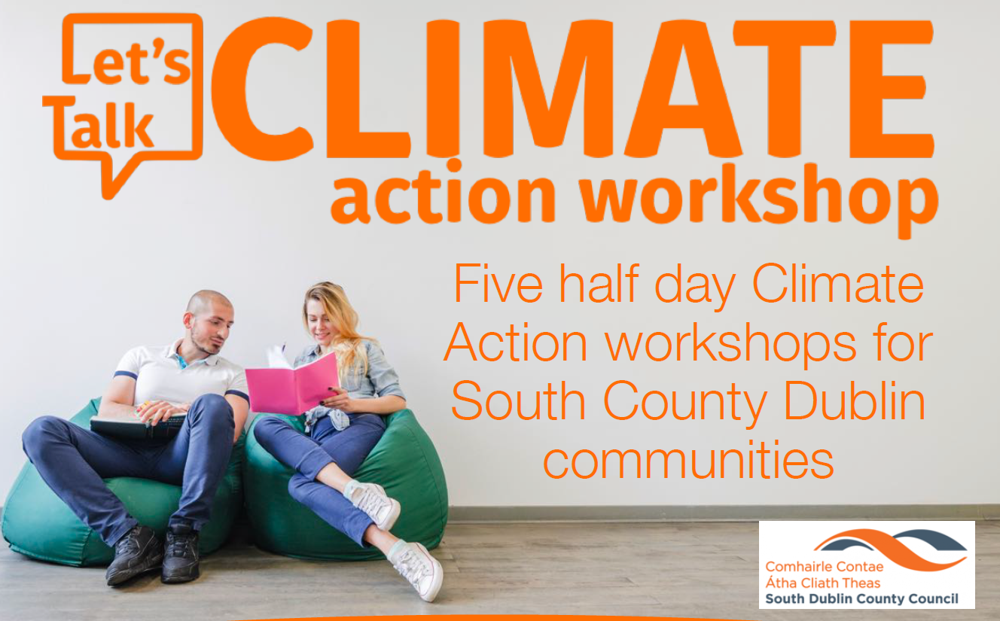 Let's
Talk
CLIMATE
action workshop
Five half day Climate
Action workshops for
South County Dublin
communities
Comhairle Contae
Átha Cliath Theas
South Dublin County Council